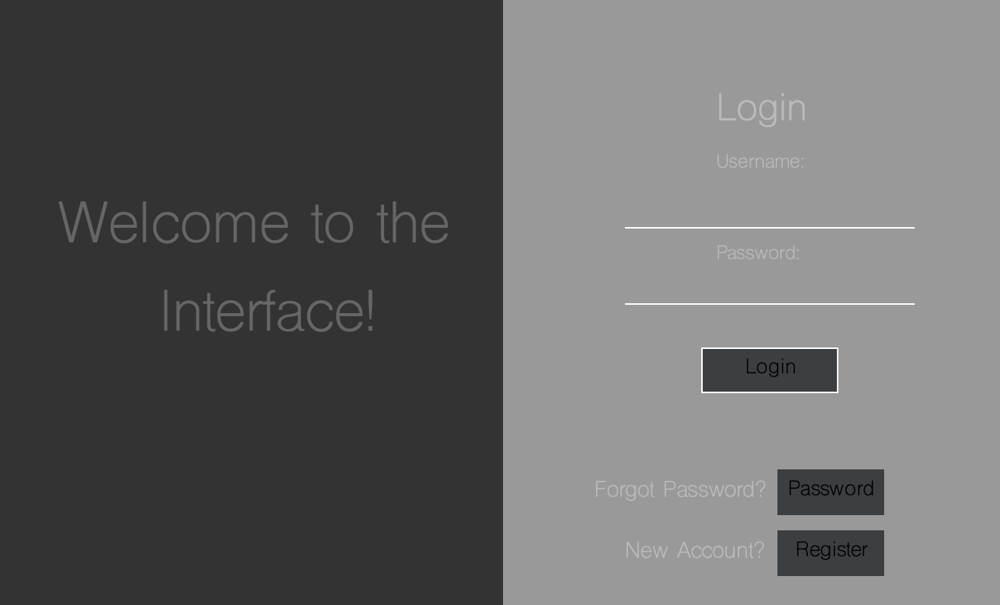 Welcome to the
Interface!
Login
Username:
Password:
Login
Forgot Password? Password
New Account? Register